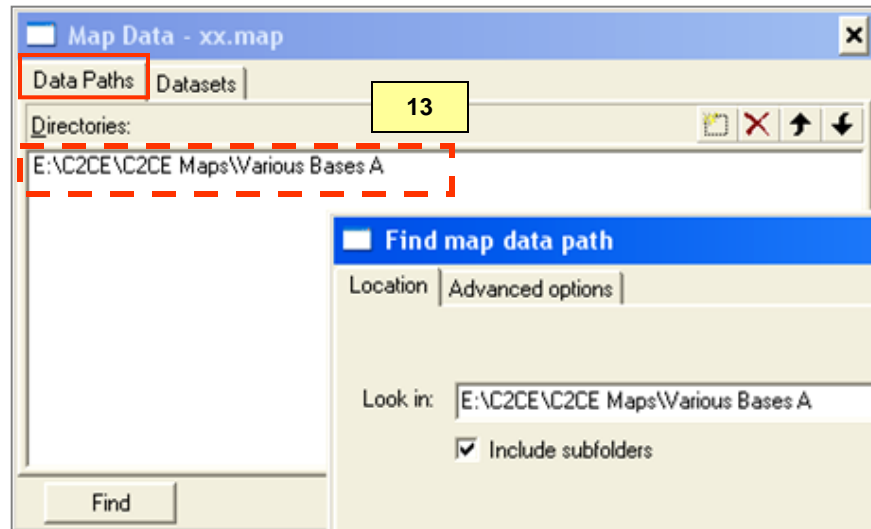 Map Data - xx.map
Data Paths Datasets
13
Directories:
E:\C2CE\C2CE Maps\Various Bases A
Find map data path
Location Advanced options
Look in: E:\C2CE\C2CE Maps\Various Bases A
Include subfolders
Find